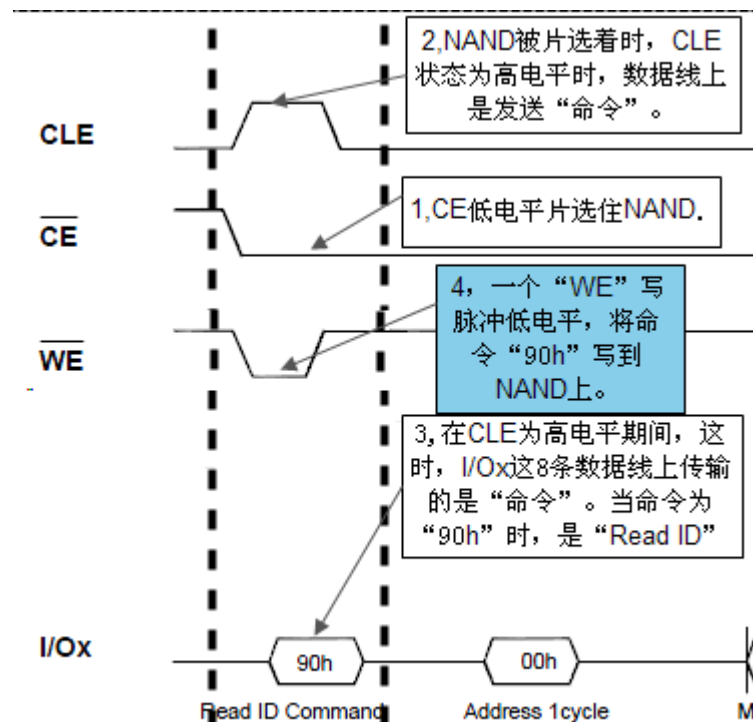 2,NAND被片选着时，CLE
状态为高电平时，数据线上
是发送“命令”。
CLE
1,CE低电平片选住NAND.
CE
4，一个“WE”写
脉冲低电平，将命
令“90h”写到
NAND上。
WE
3,在CLE为高电平期间，这
时，I/Ox这8条数据线上传输
的是“命令”。当命令为
“90h”时，是“Read ID”
I/Ox
90h
00h
Read ID Command
Address 1cycle
M